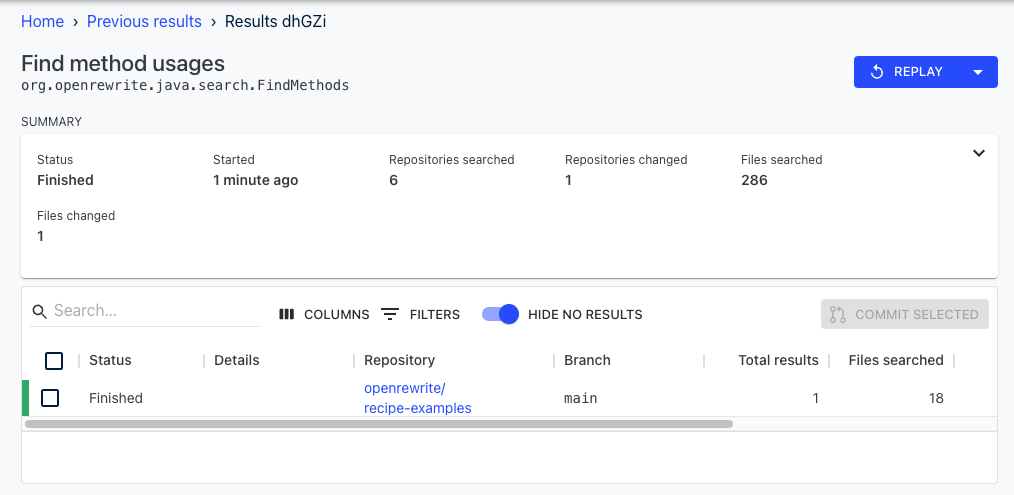 Home › Previous results › Results dhGZi
Find method usages
org.openrewrite.java.search.FindMethods
REPLAY
SUMMARY
Status Started Repositories searched Repositories changed Files searched
Finished 1 minute ago 6 1 286
Files changed
1
Search... COLUMNS FILTERS HIDE NO RESULTS COMMIT SELECTED
Status Details Repository Branch Total results Files searched
Finished openrewrite/ main 1 18
recipe-examples